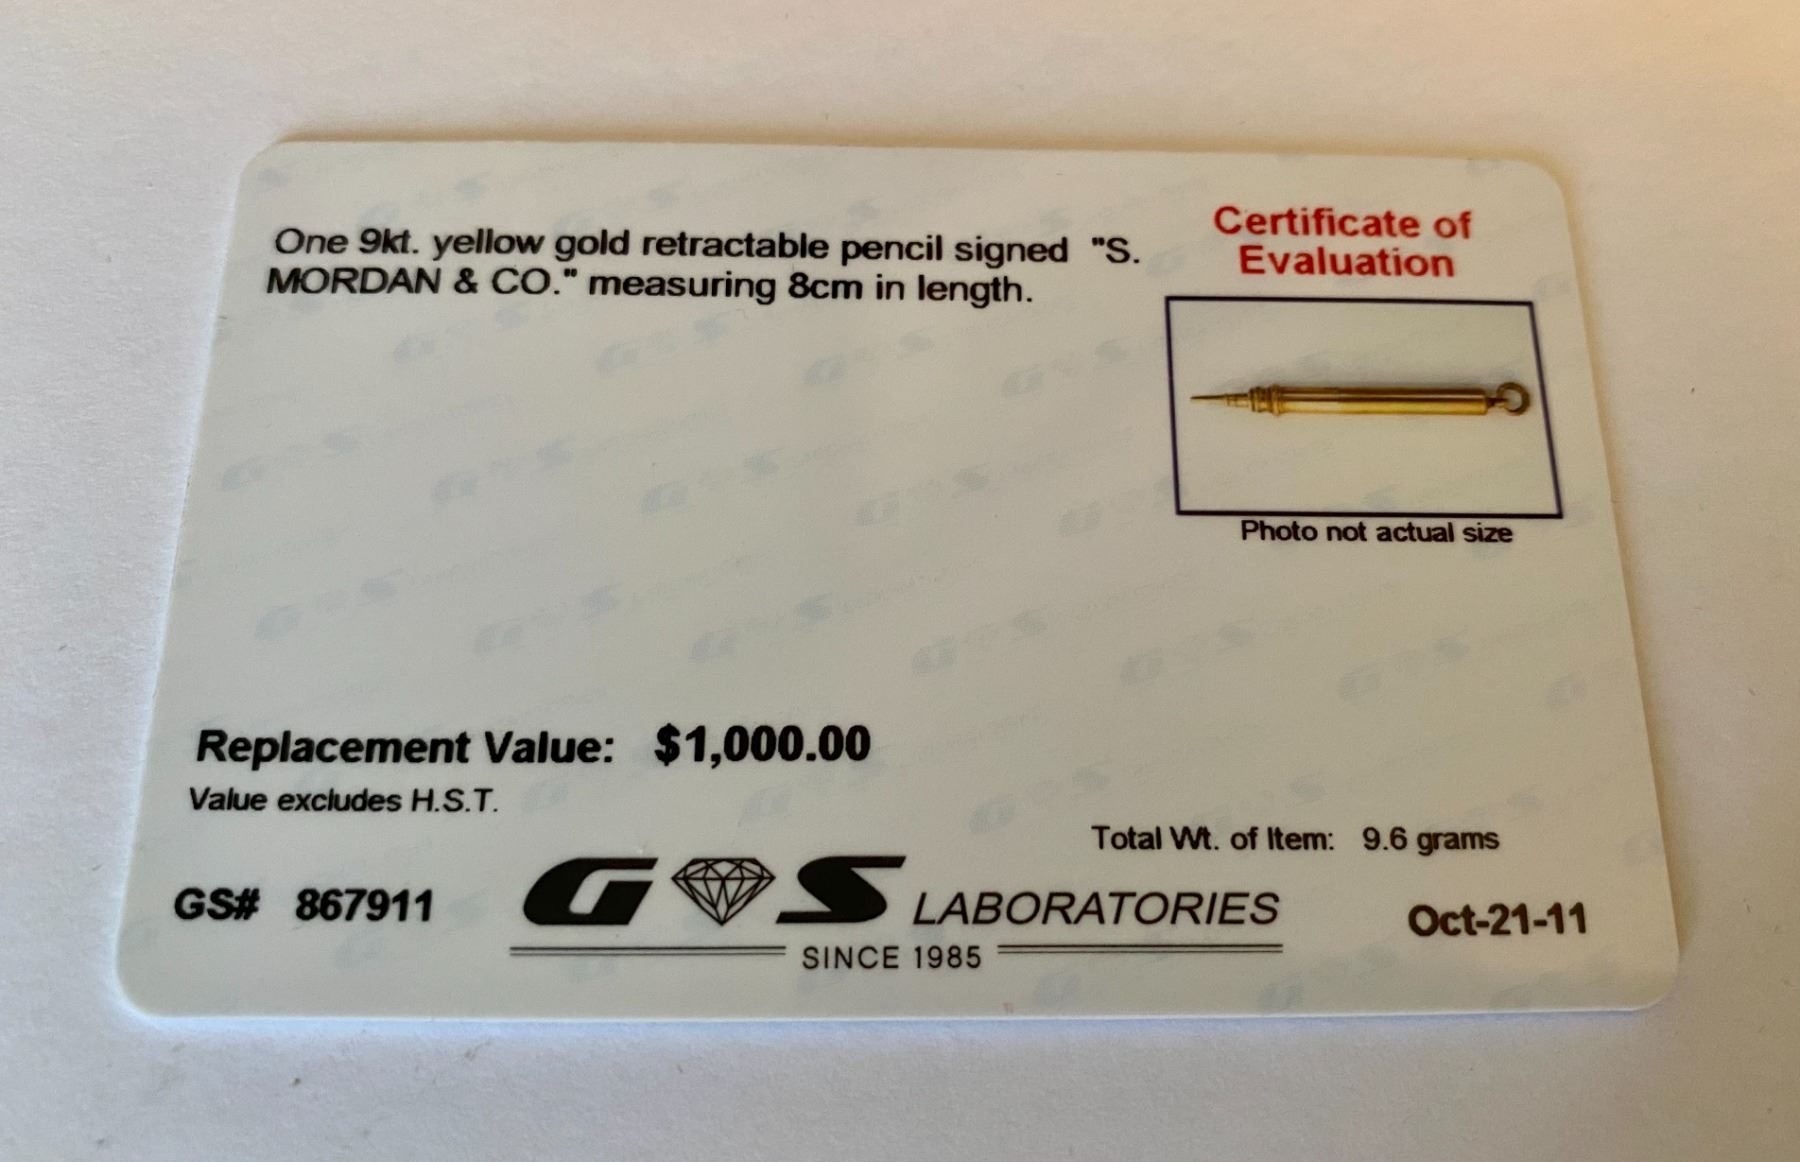 One 9kt. yellow gold retractable pencil signed "S.
MORDAN & CO." measuring 8cm in length.
Certificate of
Evaluation
Photo not actual size
Replacement Value: $1,000.00
Value excludes H.S.T.
Total Wt. of Item: 9.6 grams
GS# 867911
G S LABORATORIES
SINCE 1985
Oct-21-11